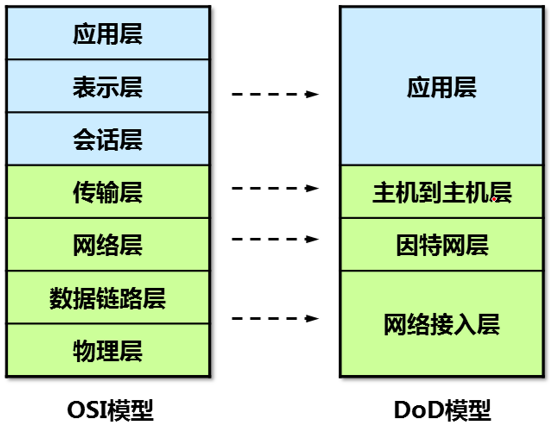 应用层
表示层
会话层
传输层
网络层
数据链路层
物理层
OSI模型
应用层
主机到主机层
因特网层
网络接入层
DoD模型